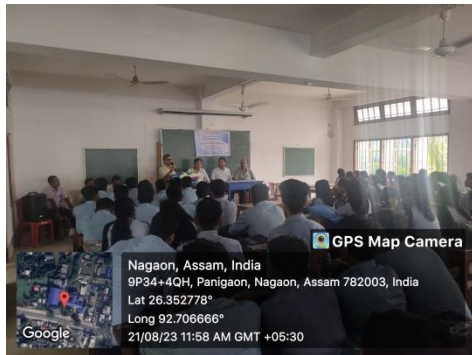 GPS Map Camera
Nagaon, Assam, India
9P34+4QH, Panigaon, Nagaon, Assam 782003, India
Lat 26.352778°
Long 92.706666°
21/08/23 11:58 AM GMT +05:30
Google